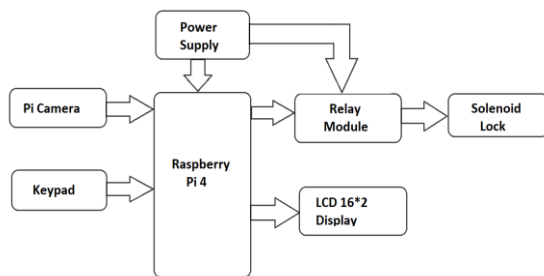 Power
Supply
Pi Camera
Relay
Module
Solenoid
Lock
Raspberry
Pi 4
Keypad
LCD 16*2
Display